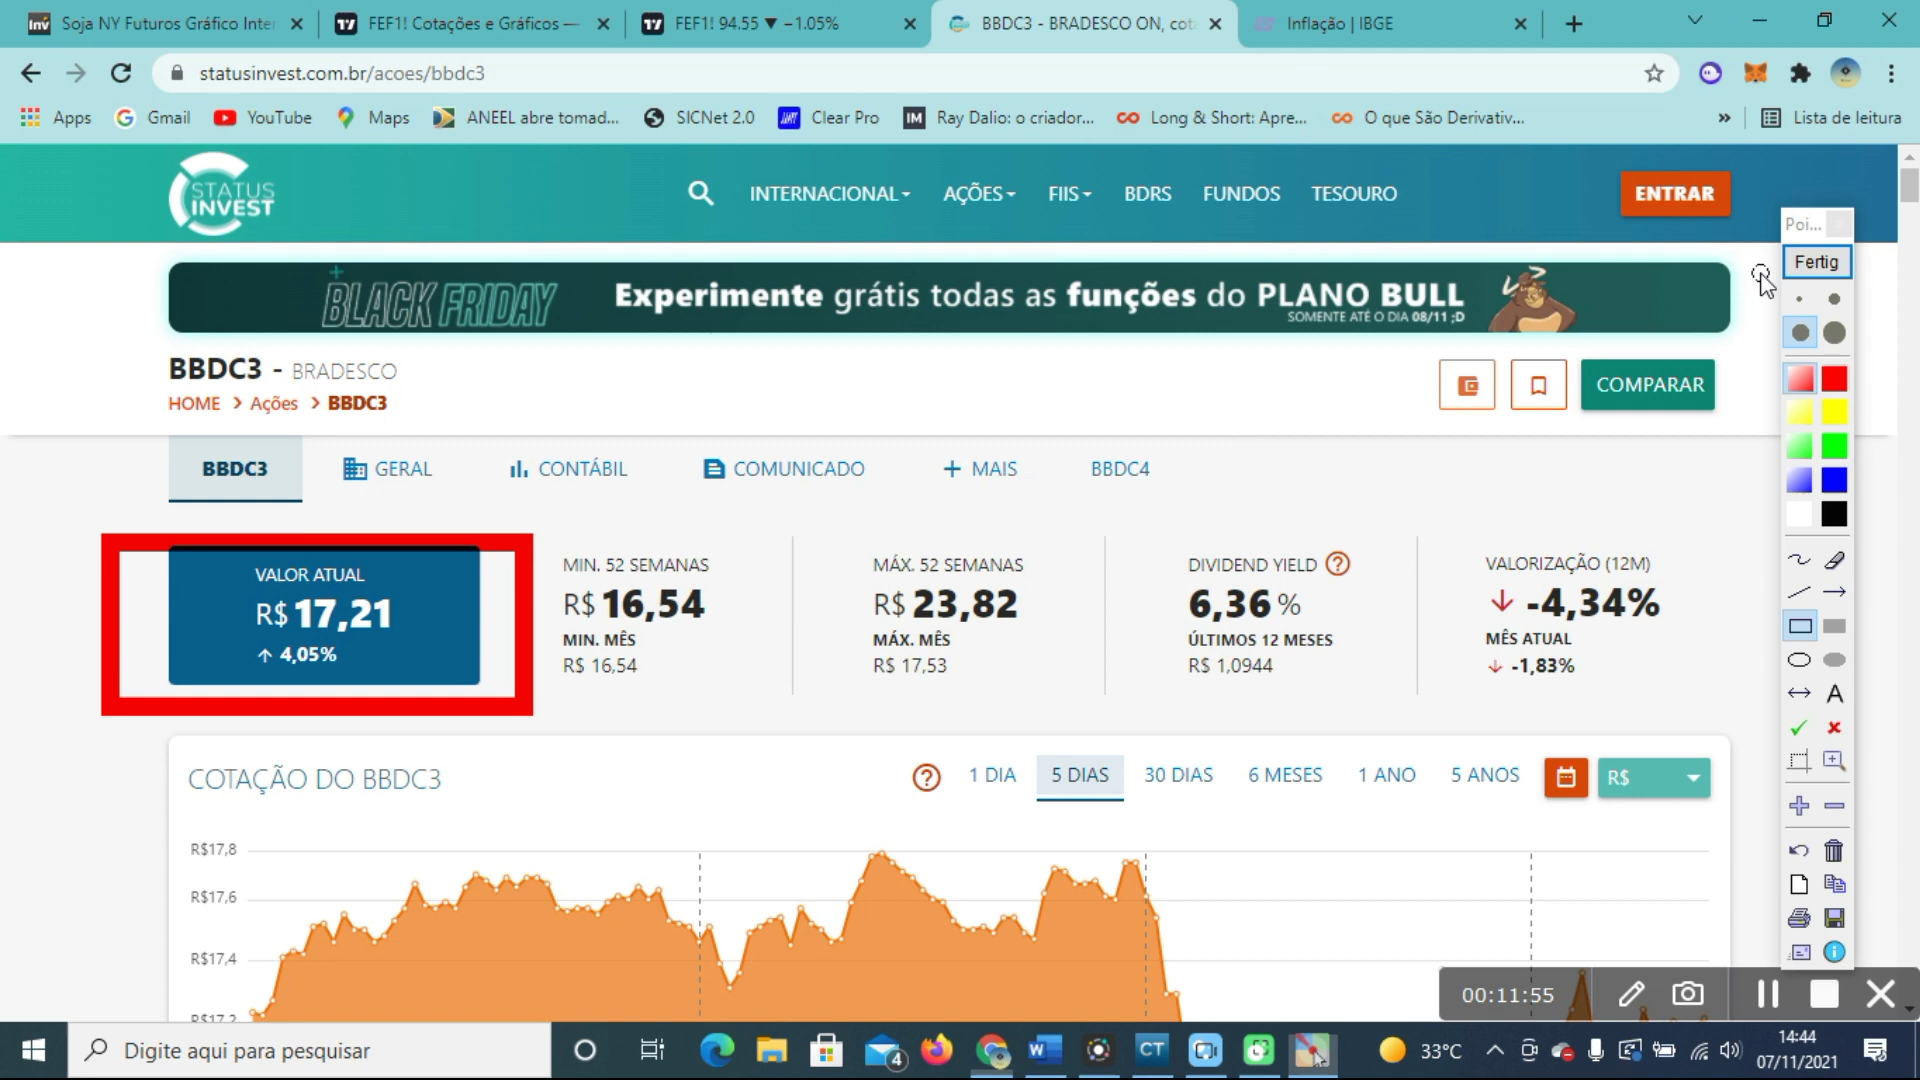 Soja NY Futuros Gráfico Inter
FEF1! Cotações e Gráficos —
FEF1! 94.55 ▼ −1.05%
BBDC3 - BRADESCO ON, cot
Inflação | IBGE
statusinvest.com.br/acoes/bbdc3
Apps
Gmail
YouTube
Maps
ANEEL abre tomad...
SICNet 2.0
Clear Pro
Ray Dalio: o criador...
Long & Short: Apre...
O que São Derivativ...
»
Lista de leitura
STATUS
INVEST
INTERNACIONAL
AÇÕES
FIIS
BDRS
FUNDOS
TESOURO
ENTRAR
Poi...
Fertig
BLACK FRIDAY
Experimente grátis todas as funções do PLANO BULL
SOMENTE ATÉ O DIA 08/11 ;D
BBDC3 - BRADESCO
HOME > Ações > BBDC3
COMPARAR
BBDC3
GERAL
CONTÁBIL
COMUNICADO
+ MAIS
BBDC4
VALOR ATUAL
R$ 17,21
↑ 4,05%
MIN. 52 SEMANAS
R$ 16,54
MIN. MÊS
R$ 16,54
MÁX. 52 SEMANAS
R$ 23,82
MÁX. MÊS
R$ 17,53
DIVIDEND YIELD ?
6,36 %
ÚLTIMOS 12 MESES
R$ 1,0944
VALORIZAÇÃO (12M)
↓ -4,34%
MÊS ATUAL
↓ -1,83%
A
COTAÇÃO DO BBDC3
?
1 DIA
5 DIAS
30 DIAS
6 MESES
1 ANO
5 ANOS
R$
R$17,8
R$17,6
R$17,4
R$17,2
00:11:55
Digite aqui para pesquisar
4
CT
33°C
14:44
07/11/2021